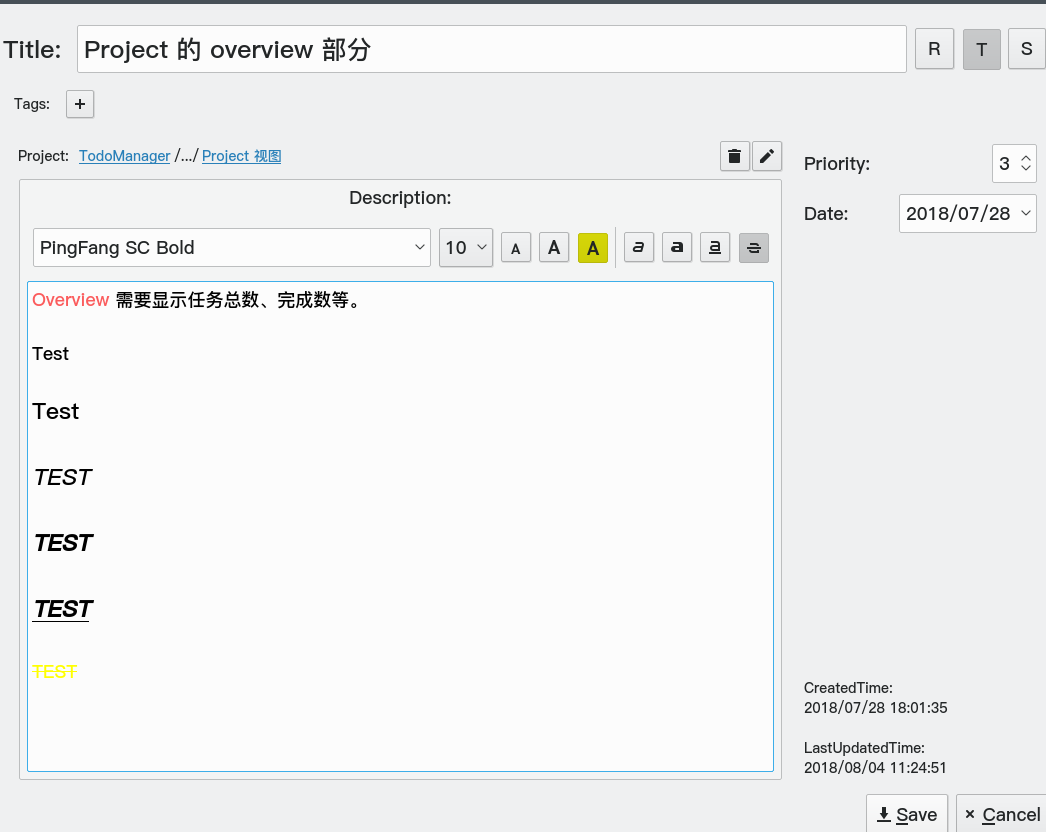 Title: Project 的 overview 部分 R T S
Tags: +
Project: TodoManager /.../ Project 视图
Priority: 3
Description:
Date: 2018/07/28
PingFang SC Bold 10 A A A a a a S
Overview 需要显示任务总数、完成数等。
Test
Test
TEST
TEST
TEST
TEST
CreatedTime:
2018/07/28 18:01:35
LastUpdatedTime:
2018/08/04 11:24:51
Save × Cancel